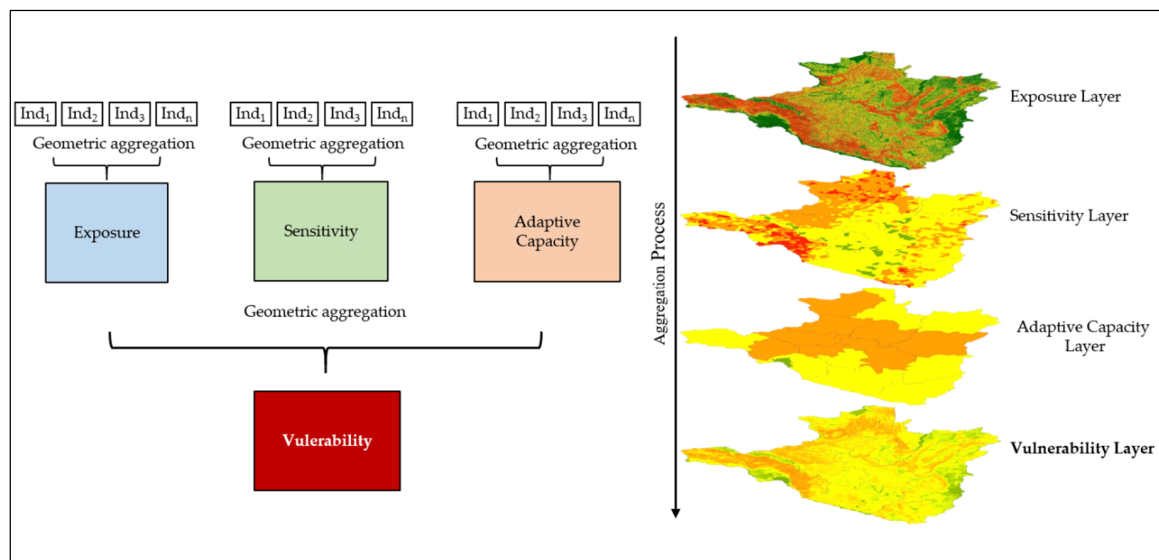 Ind1 Ind2 Ind3 Indn
Ind1 Ind2 Ind3 Indn
Ind1 Ind2 Ind3 Indn
Geometric aggregation
Geometric aggregation
Geometric aggregation
Exposure
Sensitivity
Adaptive
Capacity
Geometric aggregation
Vulerability
Aggregation Process
Exposure Layer
Sensitivity Layer
Adaptive Capacity
Layer
Vulnerability Layer